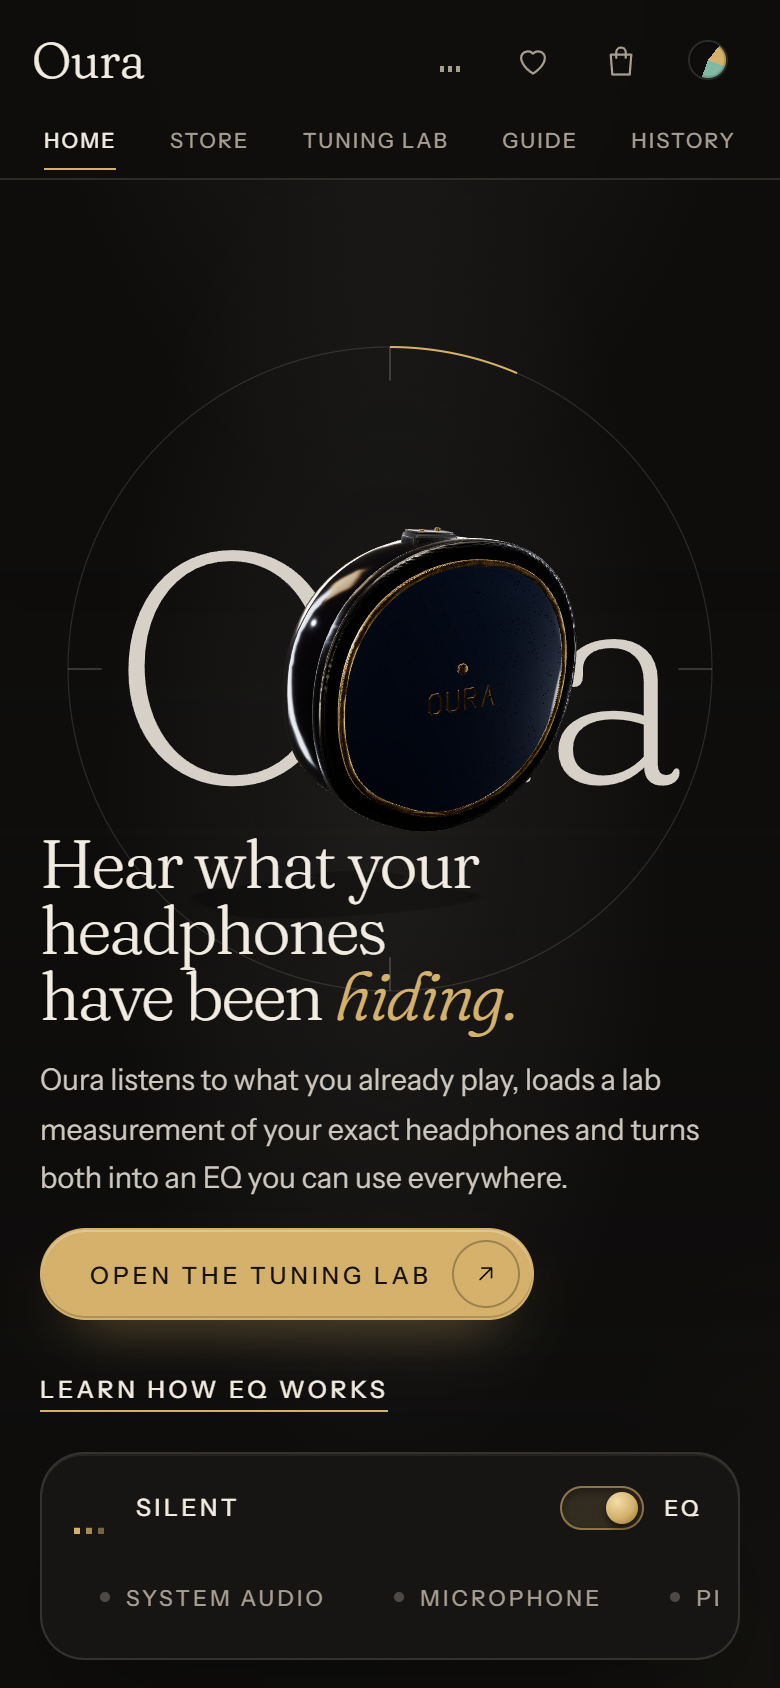 Oura
HOME STORE TUNING LAB GUIDE HISTORY
O a
OURA
Hear what your
headphones
have been hiding.
Oura listens to what you already play, loads a lab
measurement of your exact headphones and turns
both into an EQ you can use everywhere.
OPEN THE TUNING LAB
LEARN HOW EQ WORKS
SILENT EQ
SYSTEM AUDIO MICROPHONE